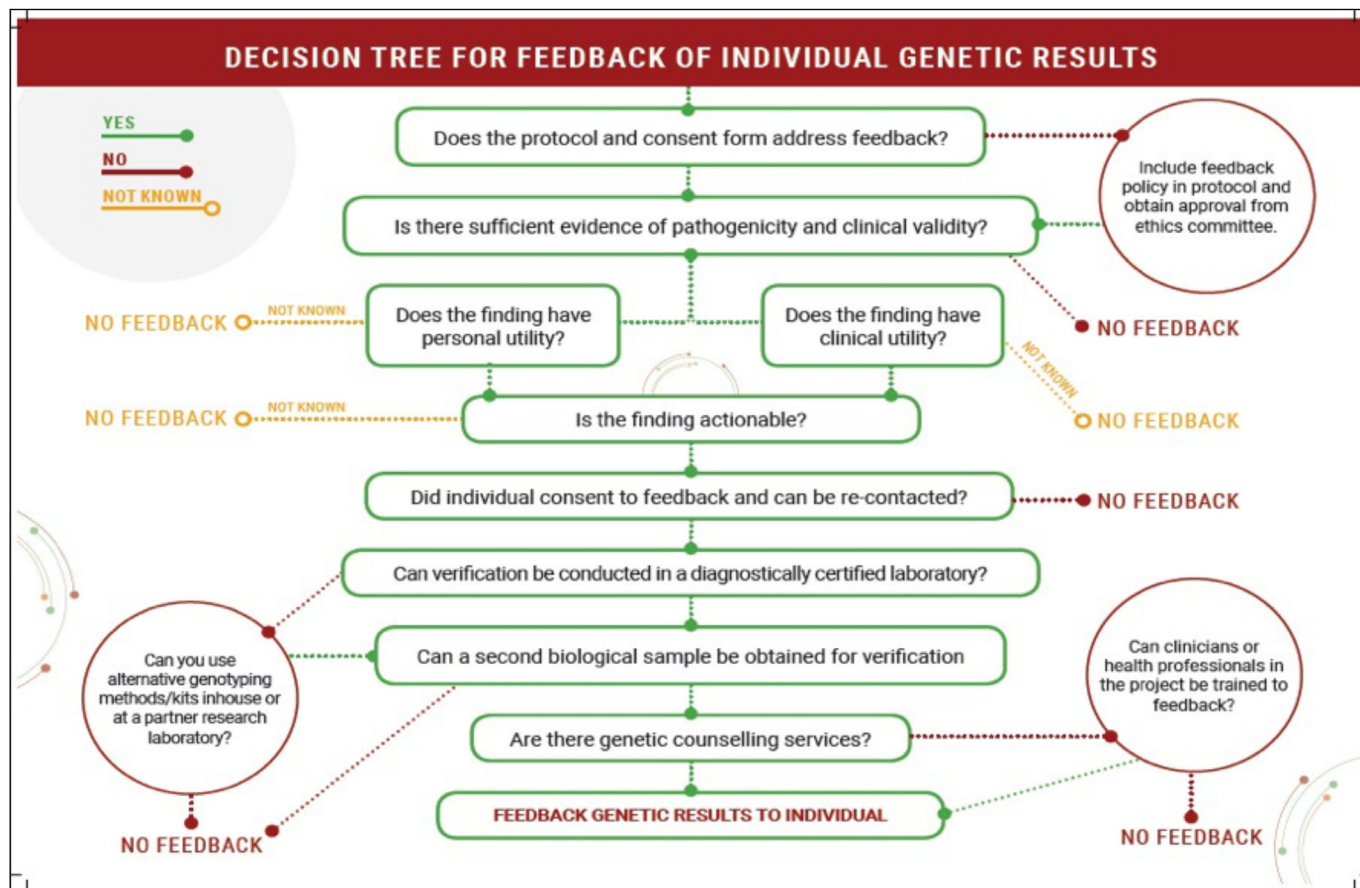 DECISION TREE FOR FEEDBACK OF INDIVIDUAL GENETIC RESULTS
YES
NO
NOT KNOWN
Does the protocol and consent form address feedback?
Include feedback
policy in protocol and
obtain approval from
ethics committee.
Is there sufficient evidence of pathogenicity and clinical validity?
NO FEEDBACK
NOT KNOWN
Does the finding have
personal utility?
Does the finding have
clinical utility?
NO FEEDBACK
NOT KNOWN
NO FEEDBACK
NO FEEDBACK
NOT KNOWN
Is the finding actionable?
Did individual consent to feedback and can be re-contacted?
NO FEEDBACK
Can verification be conducted in a diagnostically certified laboratory?
Can you use
alternative genotyping
methods/kits inhouse or
at a partner research
laboratory?
Can a second biological sample be obtained for verification
Can clinicians or
health professionals in
the project be trained to
feedback?
Are there genetic counselling services?
FEEDBACK GENETIC RESULTS TO INDIVIDUAL
NO FEEDBACK
NO FEEDBACK